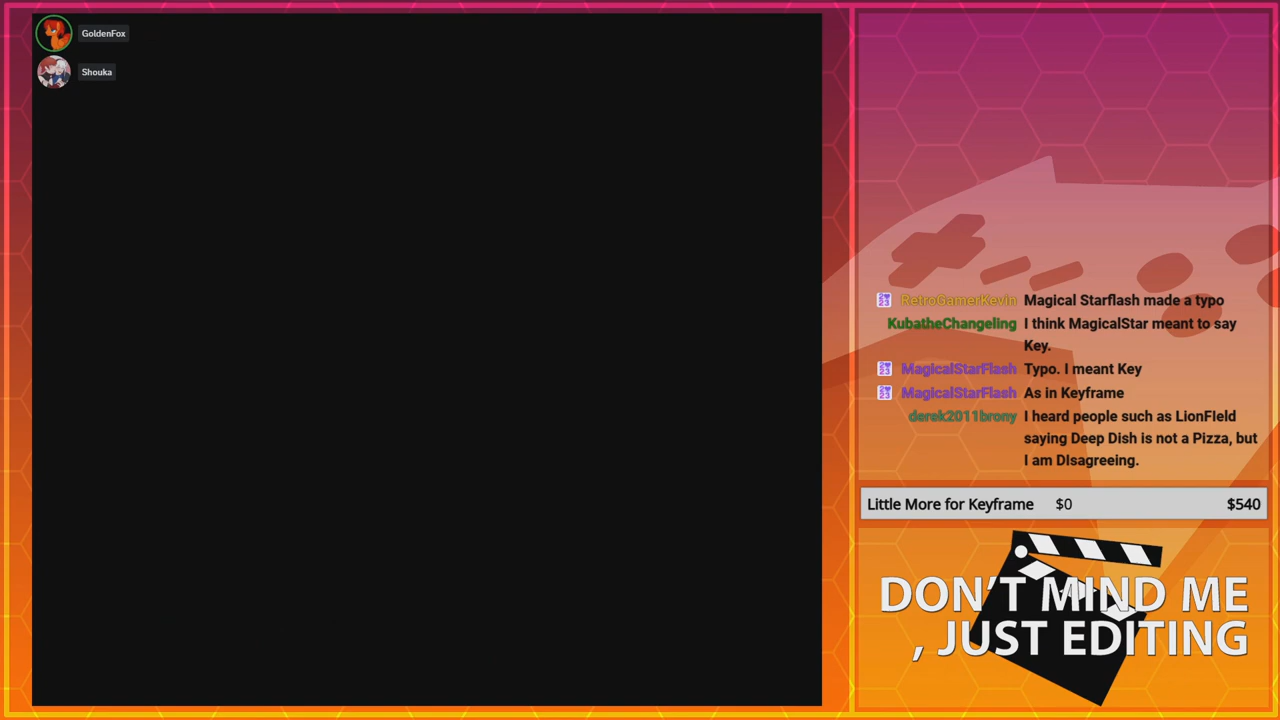 GoldenFox
Shouka
RetroGamerKevin Magical Starflash made a typo
KubatheChangeling I think MagicalStar meant to say
Key.
MagicalStarFlash Typo. I meant Key
MagicalStarFlash As in Keyframe
derek2011brony I heard people such as LionFIeld
saying Deep Dish is not a Pizza, but
I am DIsagreeing.
Little More for Keyframe $0 $540
DON'T MIND ME
, JUST EDITING